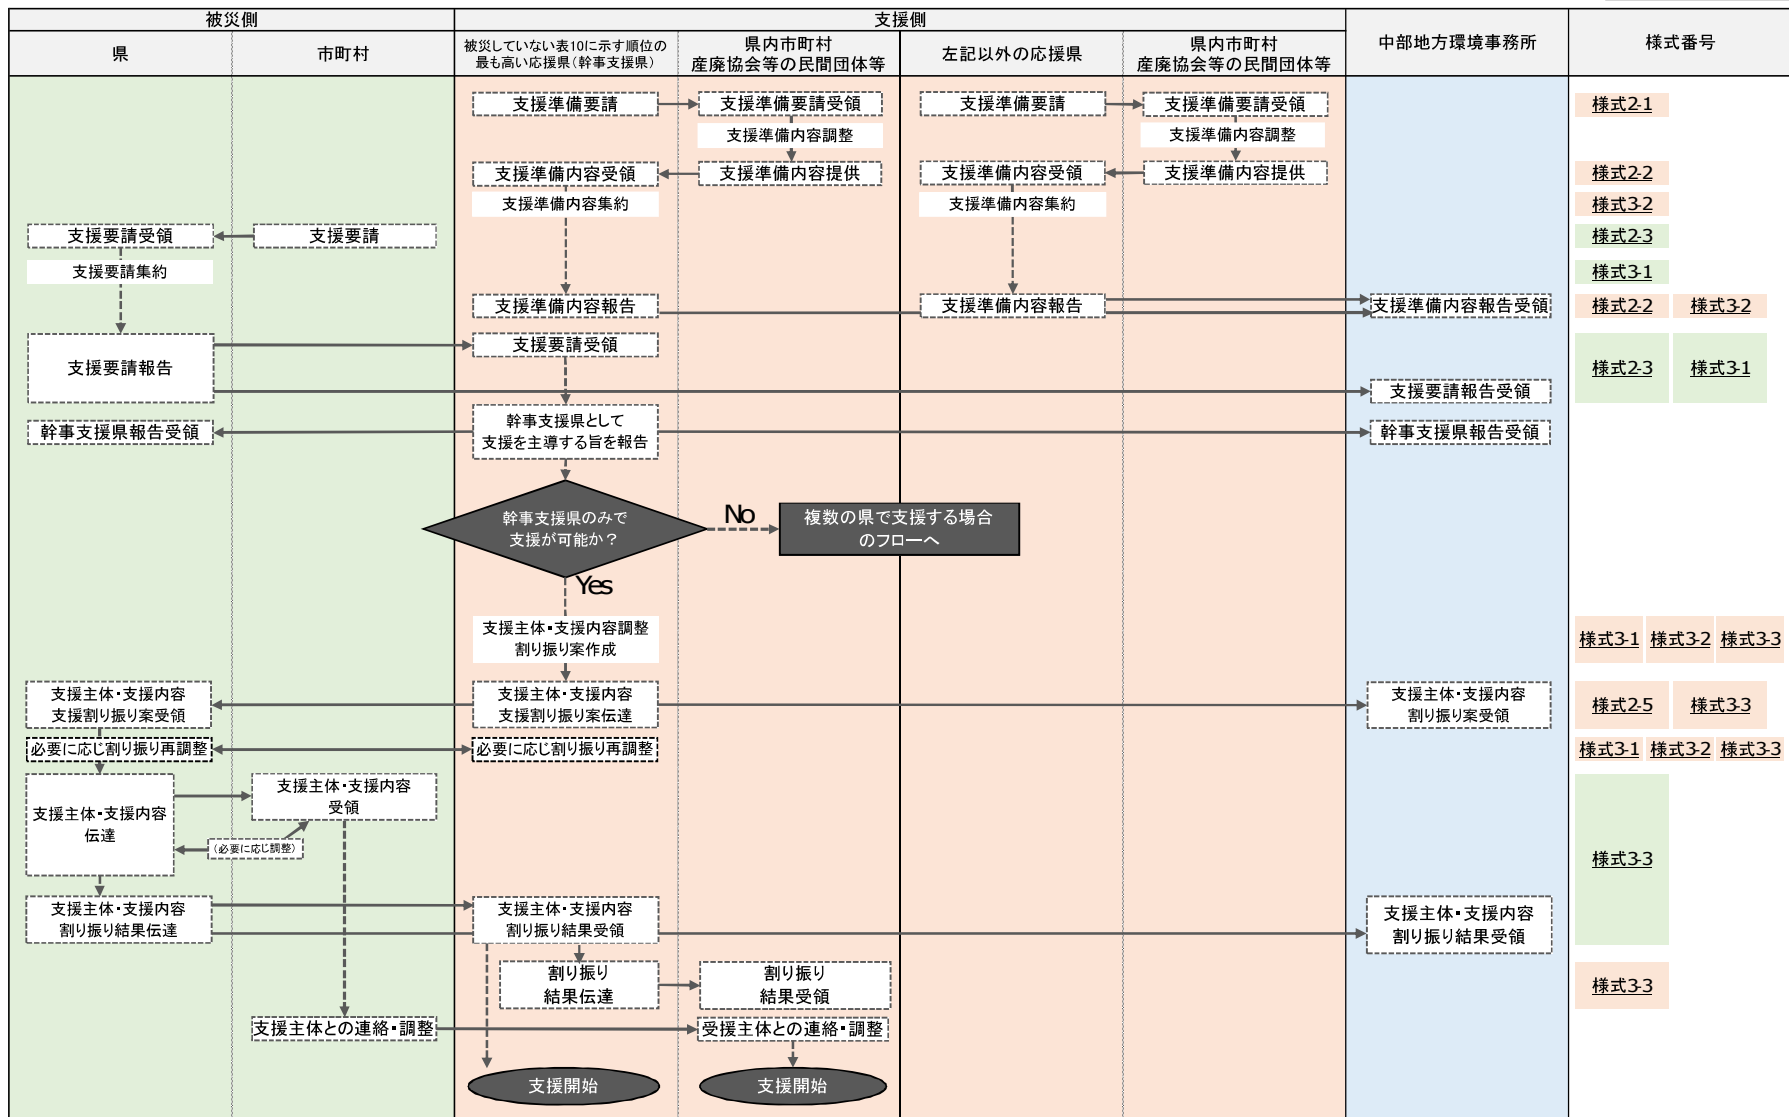 被災側
支援側
県
市町村
被災していない表10に示す順位の
最も高い応援県(幹事支援県)
県内市町村
産廃協会等の民間団体等
左記以外の応援県
県内市町村
産廃協会等の民間団体等
中部地方環境事務所
様式番号
支援準備要請
支援準備要請受領
支援準備要請
支援準備要請受領
様式2-1
支援準備内容調整
支援準備内容調整
支援準備内容受領
支援準備内容提供
支援準備内容受領
支援準備内容提供
様式2-2
支援準備内容集約
支援準備内容集約
様式3-2
支援要請受領
支援要請
様式2-3
支援要請集約
様式3-1
支援準備内容報告
支援準備内容報告
支援準備内容報告受領
様式2-2
様式3-2
支援要請報告
支援要請受領
様式2-3
様式3-1
支援要請報告受領
幹事支援県報告受領
幹事支援県として
支援を主導する旨を報告
幹事支援県報告受領
幹事支援県のみで
支援が可能か？
No
複数の県で支援する場合
のフローへ
Yes
支援主体・支援内容調整
割り振り案作成
様式3-1
様式3-2
様式3-3
支援主体・支援内容
支援割り振り案受領
支援主体・支援内容
支援割り振り案伝達
支援主体・支援内容
割り振り案受領
様式2-5
様式3-3
必要に応じ割り振り再調整
必要に応じ割り振り再調整
様式3-1
様式3-2
様式3-3
支援主体・支援内容
伝達
支援主体・支援内容
受領
(必要に応じ調整)
様式3-3
支援主体・支援内容
割り振り結果伝達
支援主体・支援内容
割り振り結果受領
支援主体・支援内容
割り振り結果受領
割り振り
結果伝達
割り振り
結果受領
様式3-3
支援主体との連絡・調整
受援主体との連絡・調整
支援開始
支援開始